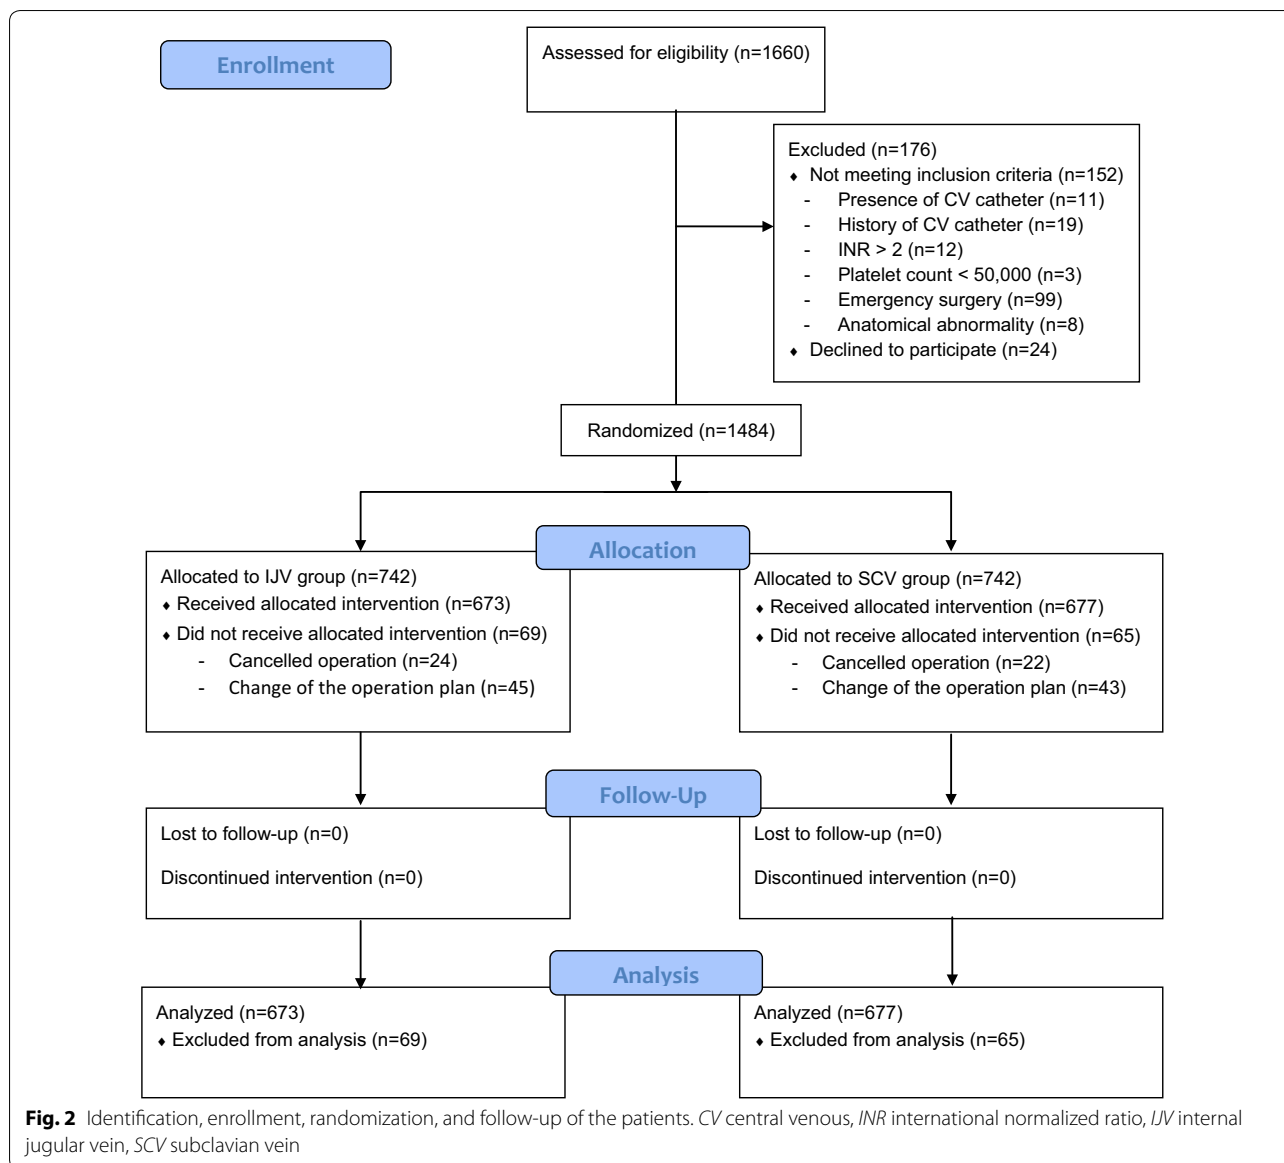 Enrollment
Assessed for eligibility (n=1660)
Excluded (n=176)
♦ Not meeting inclusion criteria (n=152)
- Presence of CV catheter (n=11)
- History of CV catheter (n=19)
- INR > 2 (n=12)
- Platelet count < 50,000 (n=3)
- Emergency surgery (n=99)
- Anatomical abnormality (n=8)
♦ Declined to participate (n=24)
Randomized (n=1484)
Allocation
Allocated to IJV group (n=742)
♦ Received allocated intervention (n=673)
♦ Did not receive allocated intervention (n=69)
- Cancelled operation (n=24)
- Change of the operation plan (n=45)
Allocated to SCV group (n=742)
♦ Received allocated intervention (n=677)
♦ Did not receive allocated intervention (n=65)
- Cancelled operation (n=22)
- Change of the operation plan (n=43)
Follow-Up
Lost to follow-up (n=0)
Discontinued intervention (n=0)
Lost to follow-up (n=0)
Discontinued intervention (n=0)
Analysis
Analyzed (n=673)
♦ Excluded from analysis (n=69)
Analyzed (n=677)
♦ Excluded from analysis (n=65)
Fig. 2 Identification, enrollment, randomization, and follow-up of the patients. CV central venous, INR international normalized ratio, IJV internal
jugular vein, SCV subclavian vein